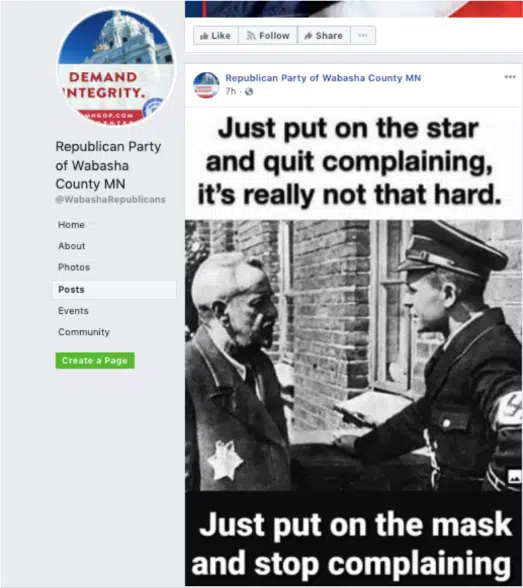 DEMAND
INTEGRITY.
MNGOP.COM
Republican Party
of Wabasha
County MN
@WabashaRepublicans
Home
About
Photos
Posts
Events
Community
Create a Page
Like
Follow
Share
Republican Party of Wabasha County MN
7h
Just put on the star
and quit complaining,
it's really not that hard.
Just put on the mask
and stop complaining